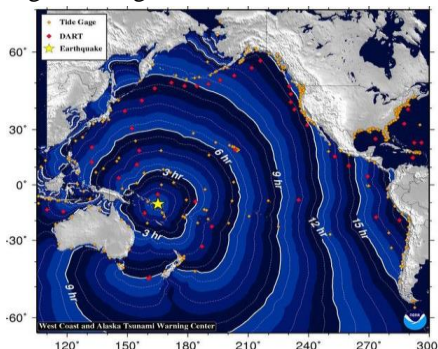 Tide Gage
DART
Earthquake
60°
30°
0°
-30°
-60°
3 hr
3 hr
6 hr
9 hr
9 hr
12 hr
15 hr
West Coast and Alaska Tsunami Warning Center
NOAA
120° 150° 180° 210° 240° 270° 300